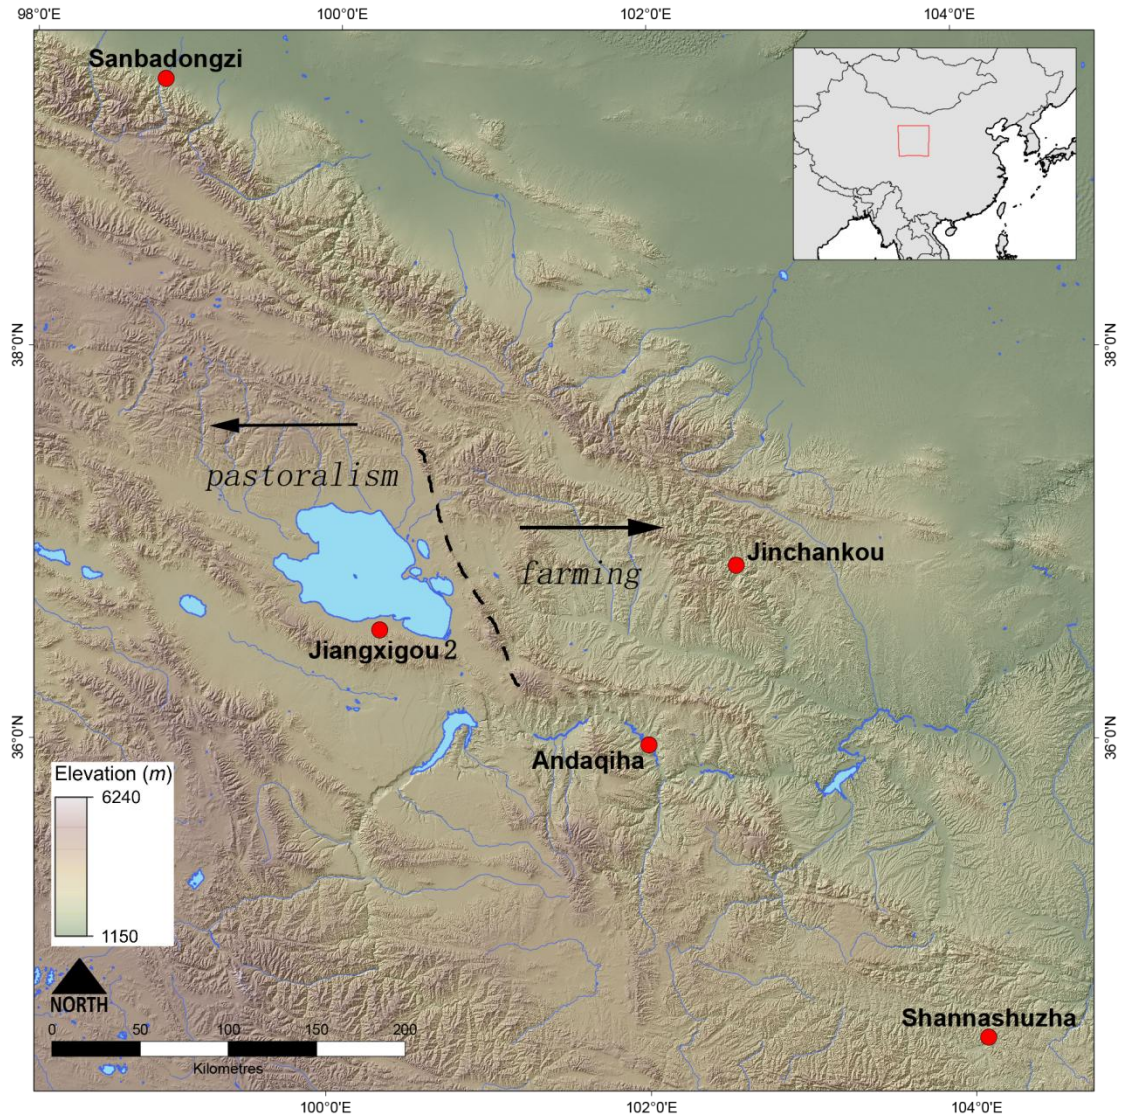 98°0'E
100°0'E
102°0'E
104°0'E
Sanbadongzi
38°0'N
38°0'N
pastoralism
farming
Jinchankou
Jiangxigou 2
36°0'N
36°0'N
Andaqiha
Elevation (m)
6240
1150
NORTH
0 50 100 150 200
Kilometres
Shannashuzha
100°0'E
102°0'E
104°0'E